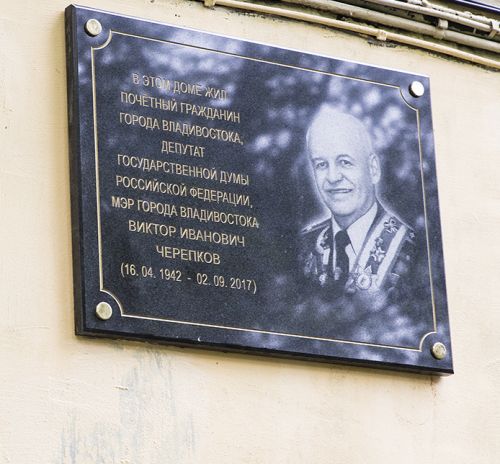 В ЭТОМ ДОМЕ ЖИЛ
ПОЧЁТНЫЙ ГРАЖДАНИН
ГОРОДА ВЛАДИВОСТОКА,
ДЕПУТАТ
ГОСУДАРСТВЕННОЙ ДУМЫ
РОССИЙСКОЙ ФЕДЕРАЦИИ,
МЭР ГОРОДА ВЛАДИВОСТОКА
ВИКТОР ИВАНОВИЧ
ЧЕРЕПКОВ
(16. 04. 1942 - 02. 09. 2017)